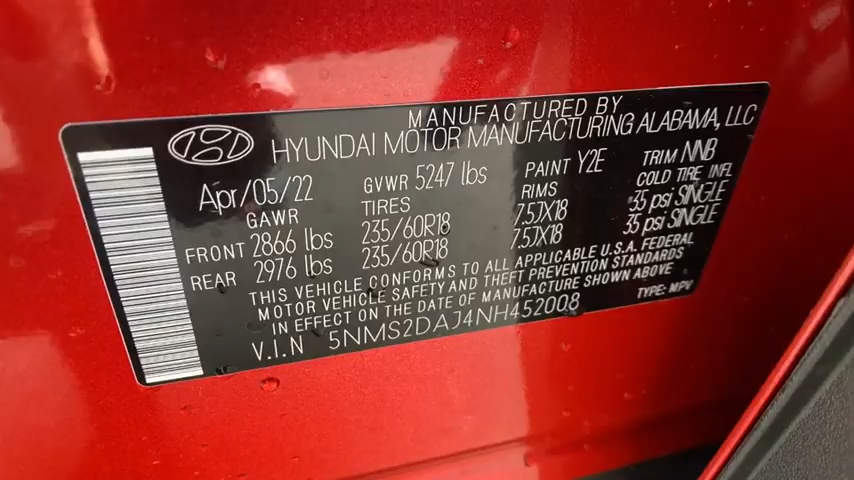 MANUFACTURED BY
HYUNDAI MOTOR MANUFACTURING ALABAMA, LLC
Apr/05/22 GVWR 5247 lbs PAINT Y2E TRIM NNB
GAWR TIRES RIMS COLD TIRE INFL
FRONT 2866 lbs 235/60R18 7.5JX18 35 psi SINGLE
REAR 2976 lbs 235/60R18 7.5JX18 35 psi SINGLE
THIS VEHICLE CONFORMS TO ALL APPLICABLE U.S.A. FEDERAL
MOTOR VEHICLE SAFETY AND THEFT PREVENTION STANDARDS
IN EFFECT ON THE DATE OF MANUFACTURE SHOWN ABOVE
V.I.N 5NMS2DAJ4NH452008 TYPE: MPV